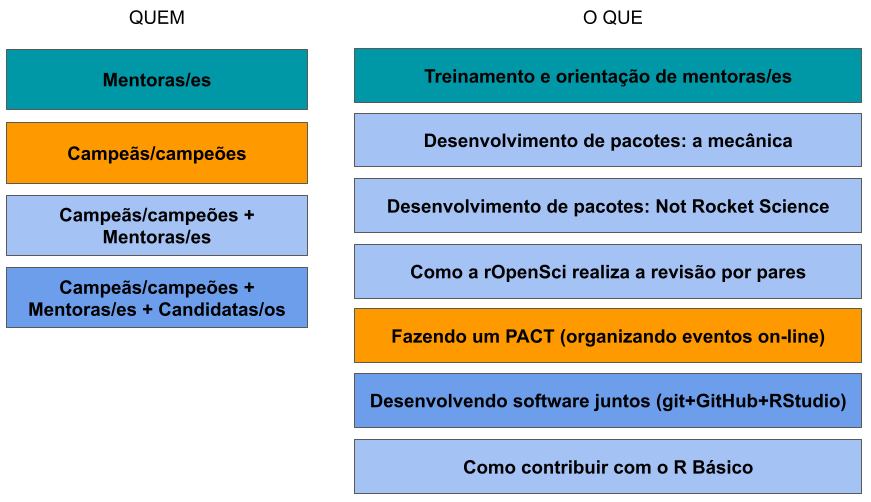 QUEM
Mentoras/es
Campeãs/campeões
Campeãs/campeões +
Mentoras/es
Campeãs/campeões +
Mentoras/es + Candidatas/os
O QUE
Treinamento e orientação de mentoras/es
Desenvolvimento de pacotes: a mecânica
Desenvolvimento de pacotes: Not Rocket Science
Como a rOpenSci realiza a revisão por pares
Fazendo um PACT (organizando eventos on-line)
Desenvolvendo software juntos (git+GitHub+RStudio)
Como contribuir com o R Básico